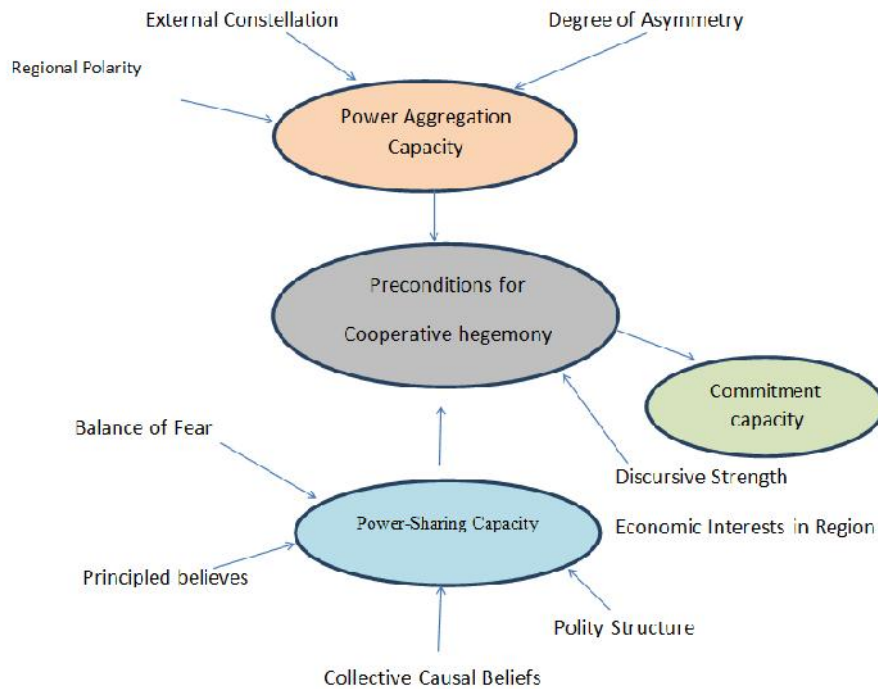 External Constellation
Degree of Asymmetry
Regional Polarity
Power Aggregation
Capacity
Preconditions for
Cooperative hegemony
Commitment
capacity
Balance of Fear
Discursive Strength
Power-Sharing Capacity
Economic Interests in Region
Principled believes
Polity Structure
Collective Causal Beliefs